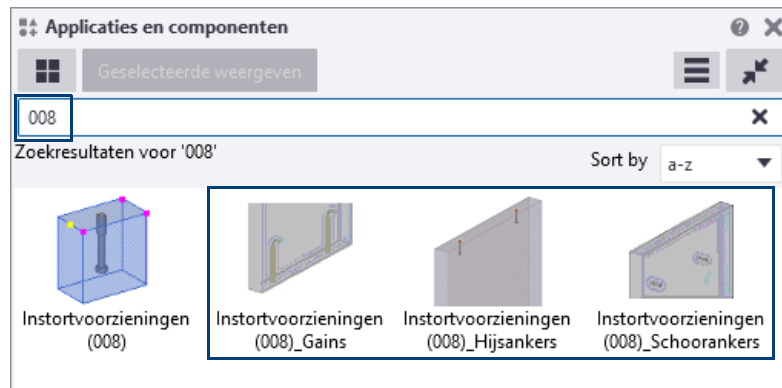 Applicaties en componenten
Geselecteerde weergeven
008
Zoekresultaten voor '008'
Sort by a-z
Instortvoorzieningen
(008)
Instortvoorzieningen
(008)_Gains
Instortvoorzieningen
(008)_Hijsankers
Instortvoorzieningen
(008)_Schoorankers